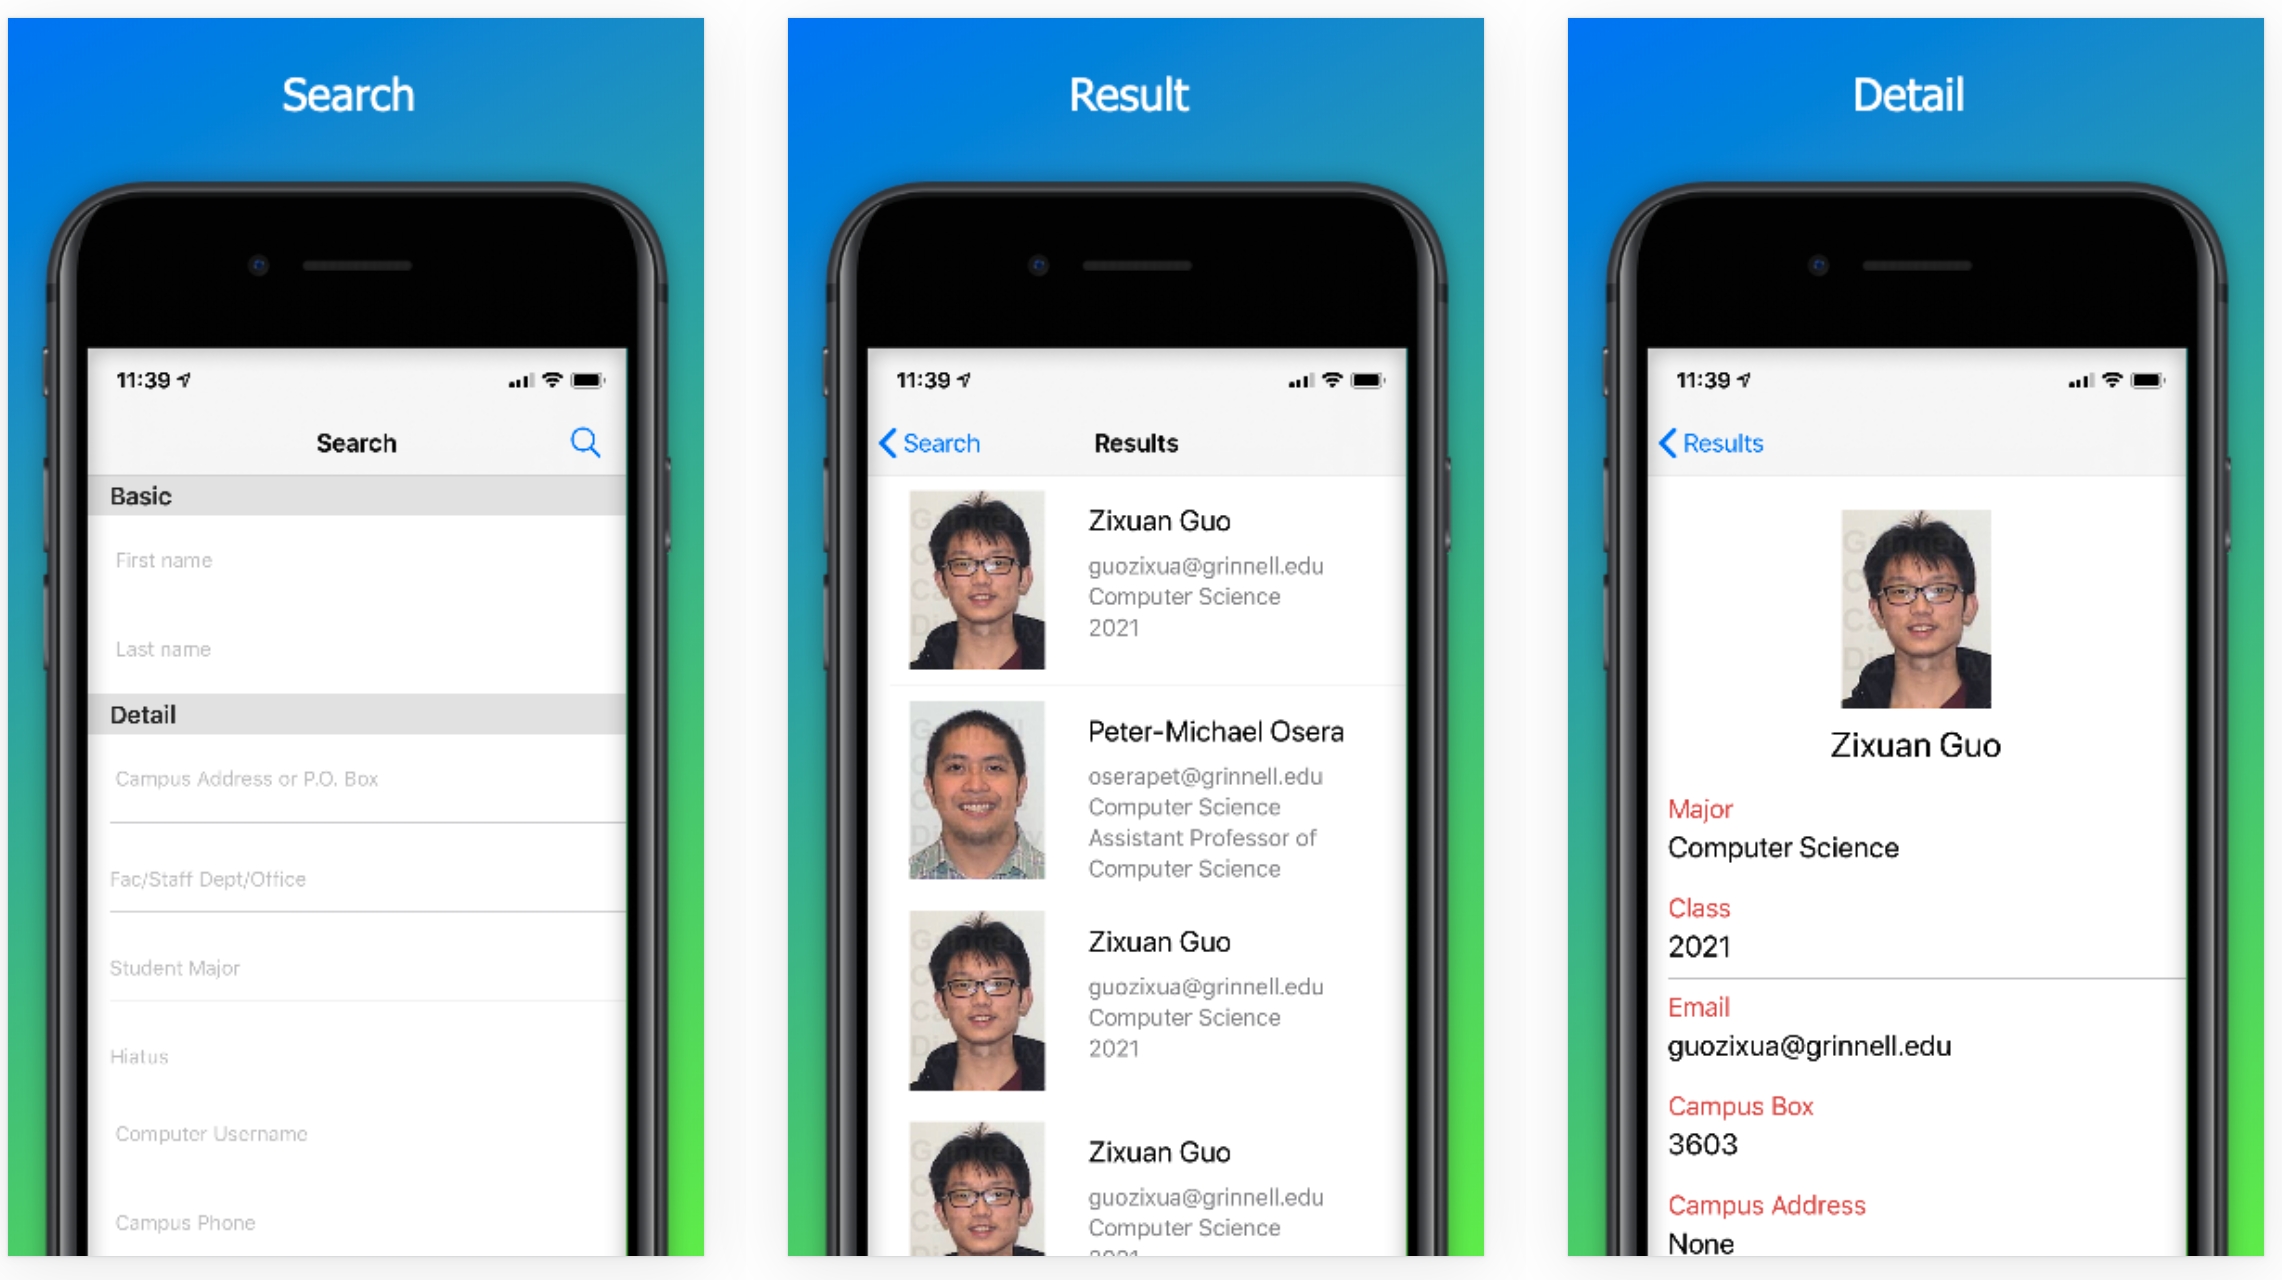 Search
11:39
Search
Basic
First name
Last name
Detail
Campus Address or P.O. Box
Fac/Staff Dept/Office
Student Major
Hiatus
Computer Username
Campus Phone
Result
11:39
Search
Results
Zixuan Guo
guozixua@grinnell.edu
Computer Science
2021
Peter-Michael Osera
oserapet@grinnell.edu
Computer Science
Assistant Professor of
Computer Science
Zixuan Guo
guozixua@grinnell.edu
Computer Science
2021
Zixuan Guo
guozixua@grinnell.edu
Computer Science
Detail
11:39
Results
Zixuan Guo
Major
Computer Science
Class
2021
Email
guozixua@grinnell.edu
Campus Box
3603
Campus Address
None